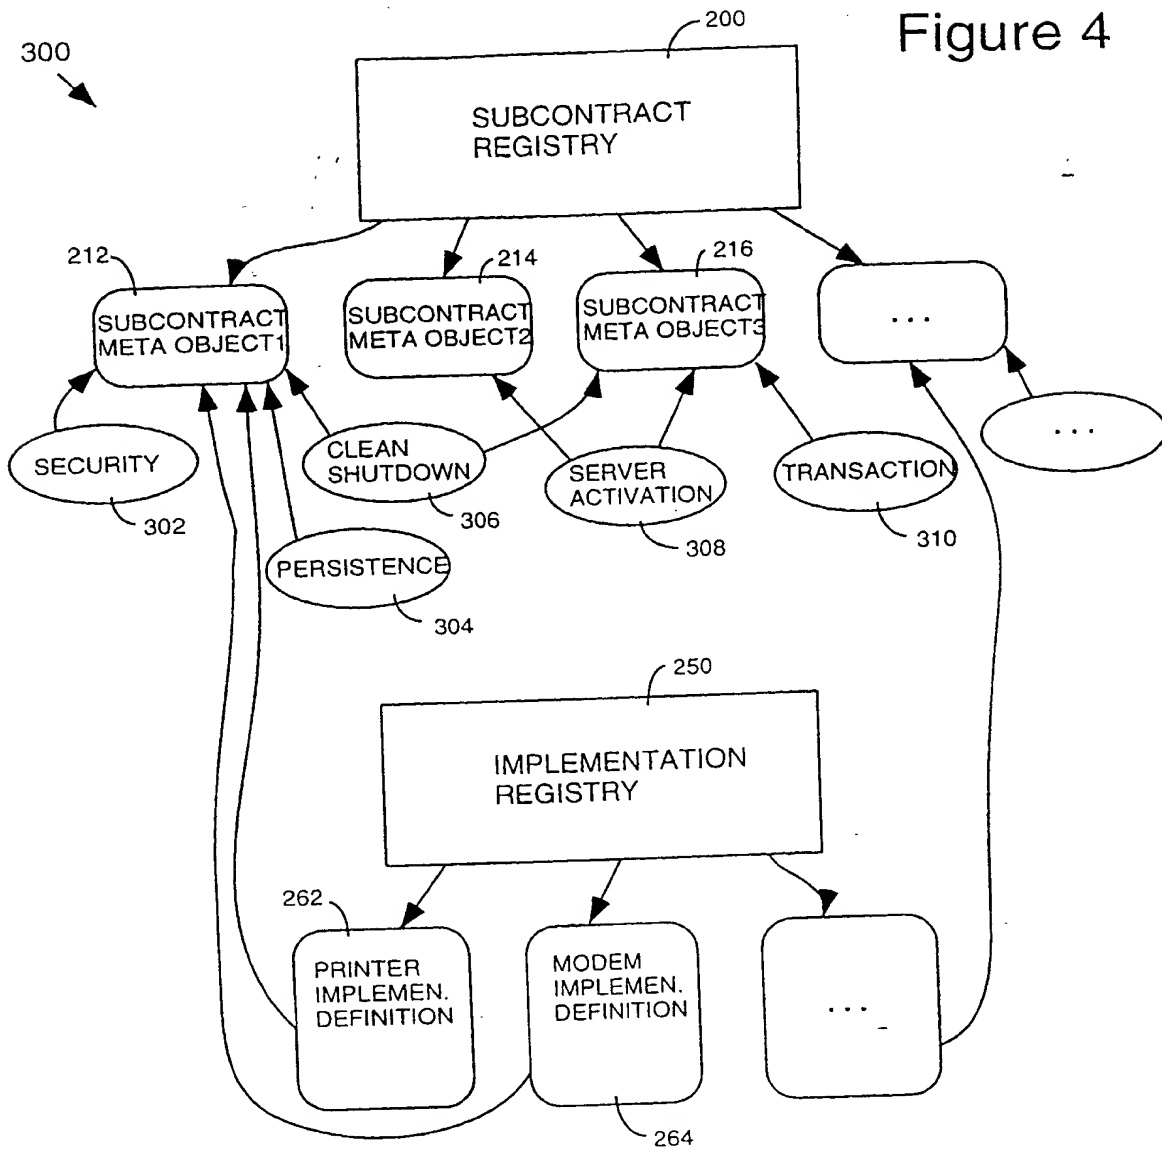 Figure 4
200
300
SUBCONTRACT
REGISTRY
212
214
216
SUBCONTRACT
META OBJECT1
SUBCONTRACT
META OBJECT2
SUBCONTRACT
META OBJECT3
...
SECURITY
CLEAN
SHUTDOWN
SERVER
ACTIVATION
TRANSACTION
...
302
306
308
310
PERSISTENCE
304
250
IMPLEMENTATION
REGISTRY
262
PRINTER
IMPLEMEN.
DEFINITION
MODEM
IMPLEMEN.
DEFINITION
...
264